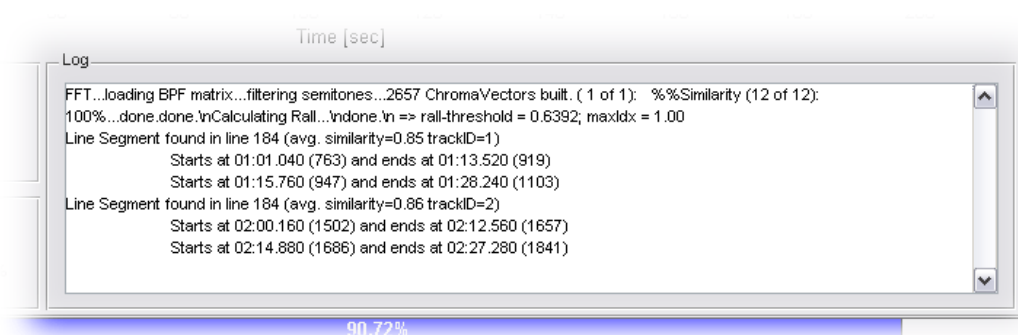 Time [sec]
Log
FFT...loading BPF matrix...filtering semitones...2657 ChromaVectors built. ( 1 of 1):   %%Similarity (12 of 12):
100%...done.done.\nCalculating Rall...\ndone.\n => rall-threshold = 0.6392; maxIdx = 1.00
Line Segment found in line 184 (avg. similarity=0.85 trackID=1)
Starts at 01:01.040 (763) and ends at 01:13.520 (919)
Starts at 01:15.760 (947) and ends at 01:28.240 (1103)
Line Segment found in line 184 (avg. similarity=0.86 trackID=2)
Starts at 02:00.160 (1502) and ends at 02:12.560 (1657)
Starts at 02:14.880 (1686) and ends at 02:27.280 (1841)
90.72%